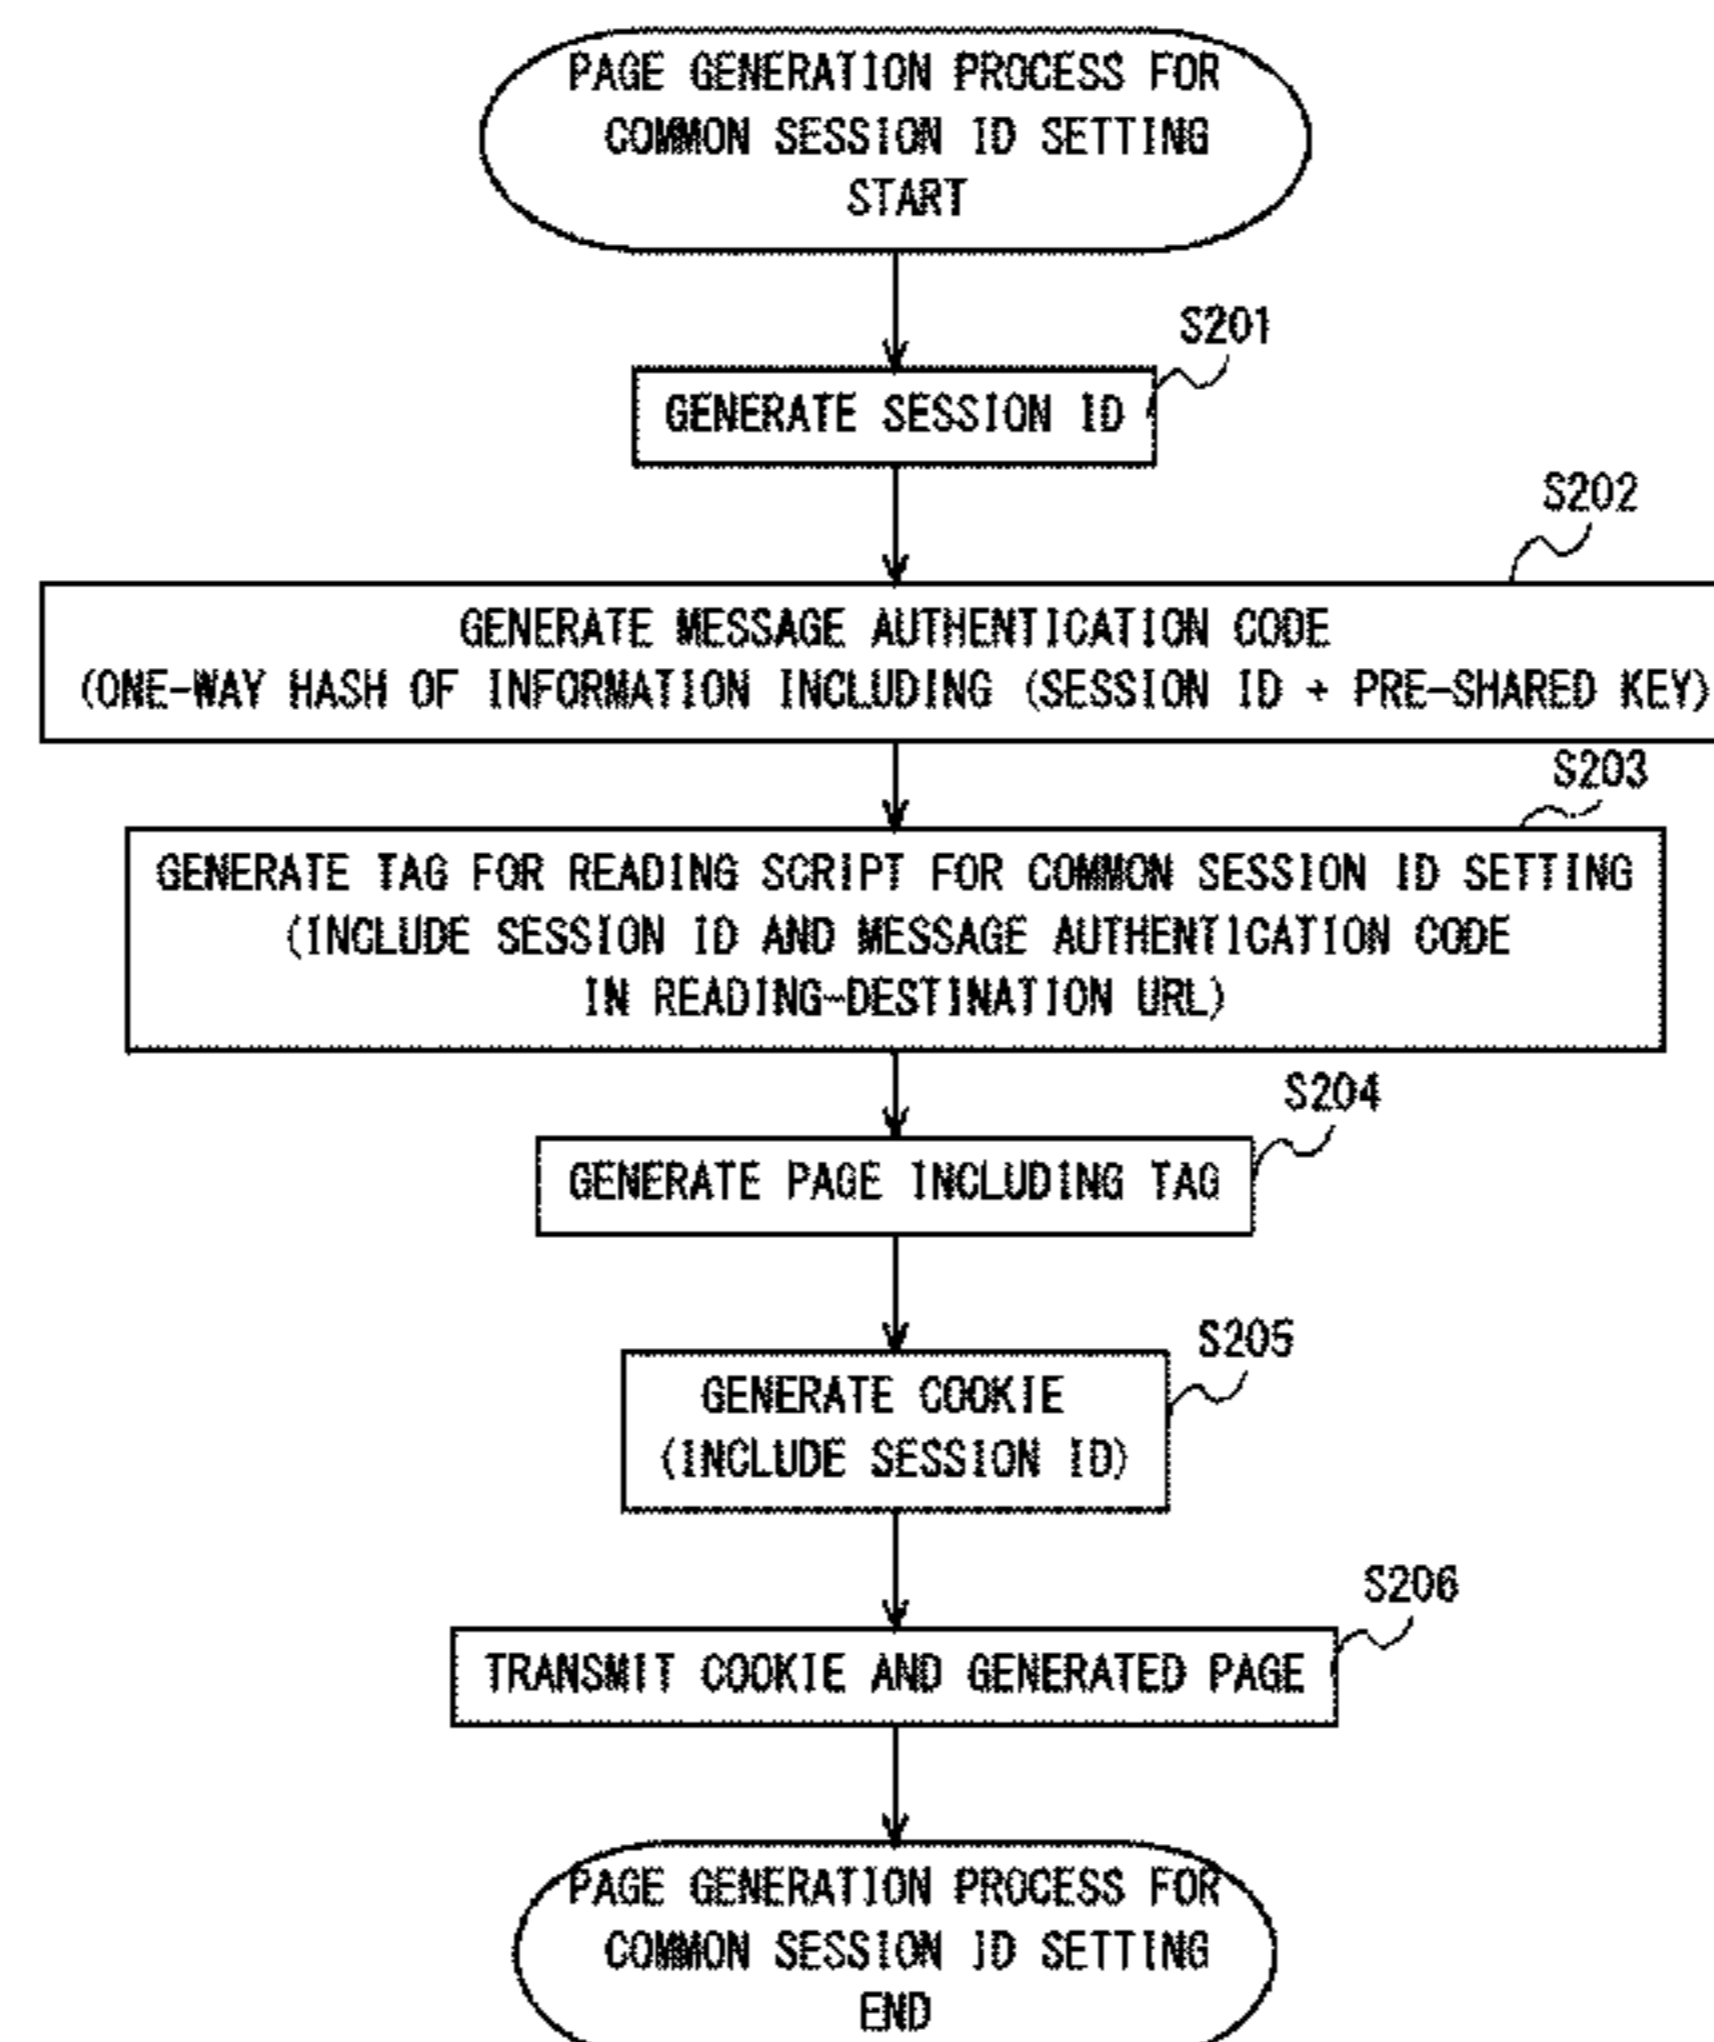 PAGE GENERATION PROCESS FOR
COMMON SESSION ID SETTING
START
S201
GENERATE SESSION ID
S202
GENERATE MESSAGE AUTHENTICATION CODE
(ONE-WAY HASH OF INFORMATION INCLUDING (SESSION ID + PRE-SHARED KEY)
S203
GENERATE TAG FOR READING SCRIPT FOR COMMON SESSION ID SETTING
(INCLUDE SESSION ID AND MESSAGE AUTHENTICATION CODE
IN READING-DESTINATION URL)
S204
GENERATE PAGE INCLUDING TAG
S205
GENERATE COOKIE
(INCLUDE SESSION ID)
S206
TRANSMIT COOKIE AND GENERATED PAGE
PAGE GENERATION PROCESS FOR
COMMON SESSION ID SETTING
END